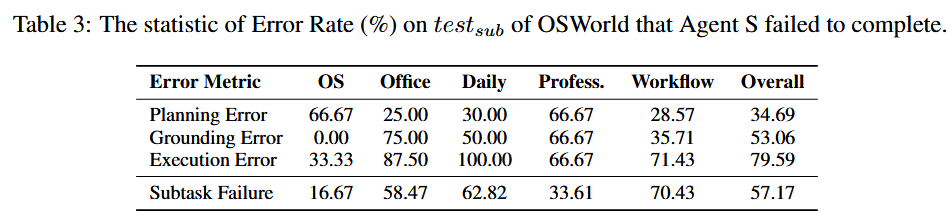 Table 3: The statistic of Error Rate (%) on test_sub of OSWorld that Agent S failed to complete.
Error Metric OS Office Daily Profess. Workflow Overall
Planning Error 66.67 25.00 30.00 66.67 28.57 34.69
Grounding Error 0.00 75.00 50.00 66.67 35.71 53.06
Execution Error 33.33 87.50 100.00 66.67 71.43 79.59
Subtask Failure 16.67 58.47 62.82 33.61 70.43 57.17